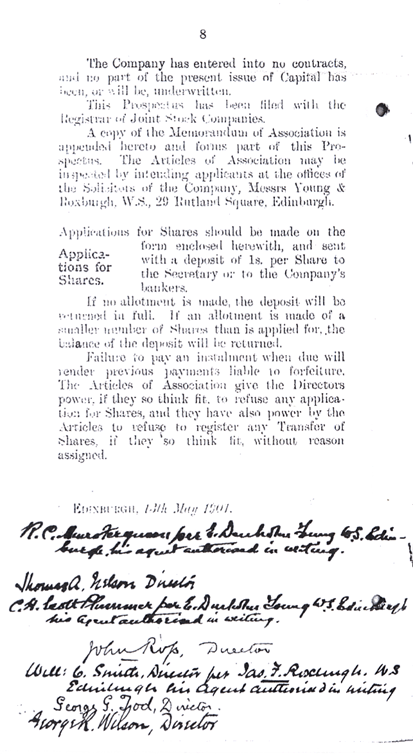 8
The Company has entered into no contracts,
and no part of the present issue of Capital has
been, or will be, underwritten.
This Prospectus has been filed with the
Registrar of Joint Stock Companies.
A copy of the Memorandum of Association is
appended hereto and forms part of this Pro-
spectus. The Articles of Association may be
inspected by intending applicants at the offices of
the Solicitors of the Company, Messrs Young &
Roxburgh, W.S., 29 Rutland Square, Edinburgh.
Applications for Shares should be made on the
form enclosed herewith, and sent
with a deposit of 1s. per Share to
the Secretary or to the Company's
bankers.
Applica-
tions for
Shares.
If no allotment is made, the deposit will be
returned in full. If an allotment is made of a
smaller number of Shares than is applied for, the
balance of the deposit will be returned.
Failure to pay an instalment when due will
render previous payments liable to forfeiture.
The Articles of Association give the Directors
power, if they so think fit, to refuse any applica-
tion for Shares, and they have also power by the
Articles to refuse to register any Transfer of
Shares, if they so think fit, without reason
assigned.
EDINBURGH, 13th May 1901.
R. C. Munro Ferguson per E. Denholm Young W.S. Edin-
burgh, his agent authorised in writing.
Thomas A. Nelson Director
C. H. Scott Plummer per E. Denholm Young W.S. Edinburgh
his agent authorised in writing.
John Ross, Director
Will: C. Smith, Director per Jas. F. Roxburgh. W.S
Edinburgh his agent authorised in writing
George G. Tod, Director
George R. Wilson, Director